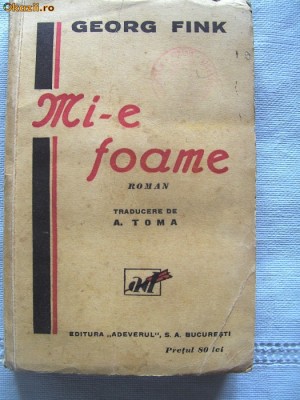 GEORG FINK
Mi-e
foame
ROMAN
TRADUCERE DE
A. TOMA
EDITURA „ADEVERUL", S. A. BUCUREȘTI
Prețul 80 lei